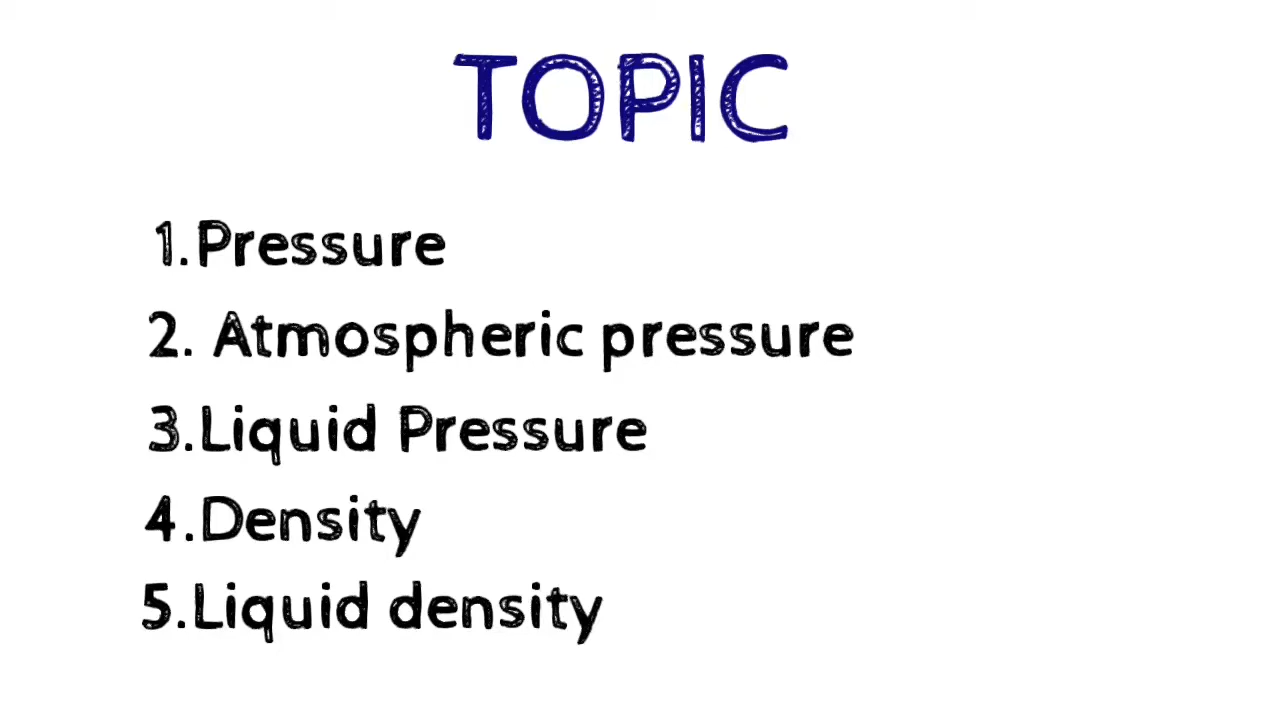 TOPIC
1.Pressure
2. Atmospheric pressure
3.Liquid Pressure
4.Density
5.Liquid density